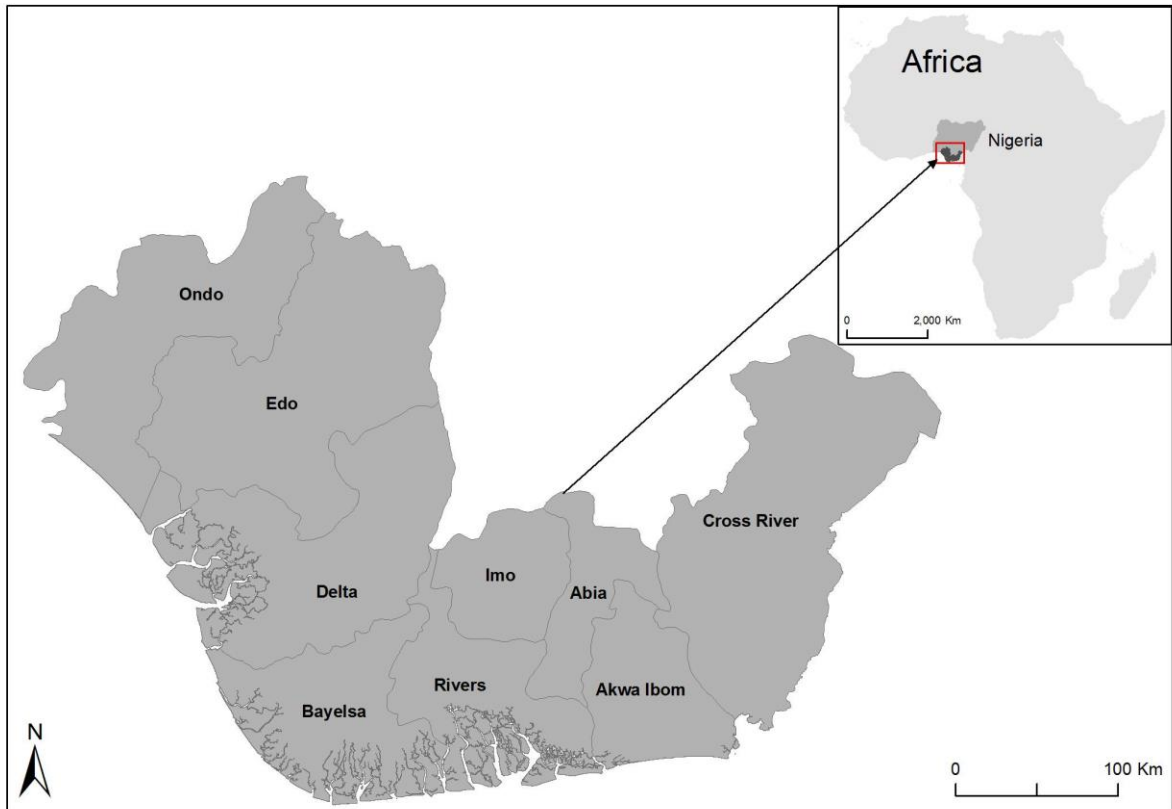 Africa
Nigeria
0 2,000 Km
Ondo
Edo
Cross River
Imo
Abia
Delta
Rivers
Akwa Ibom
Bayelsa
N
0 100 Km